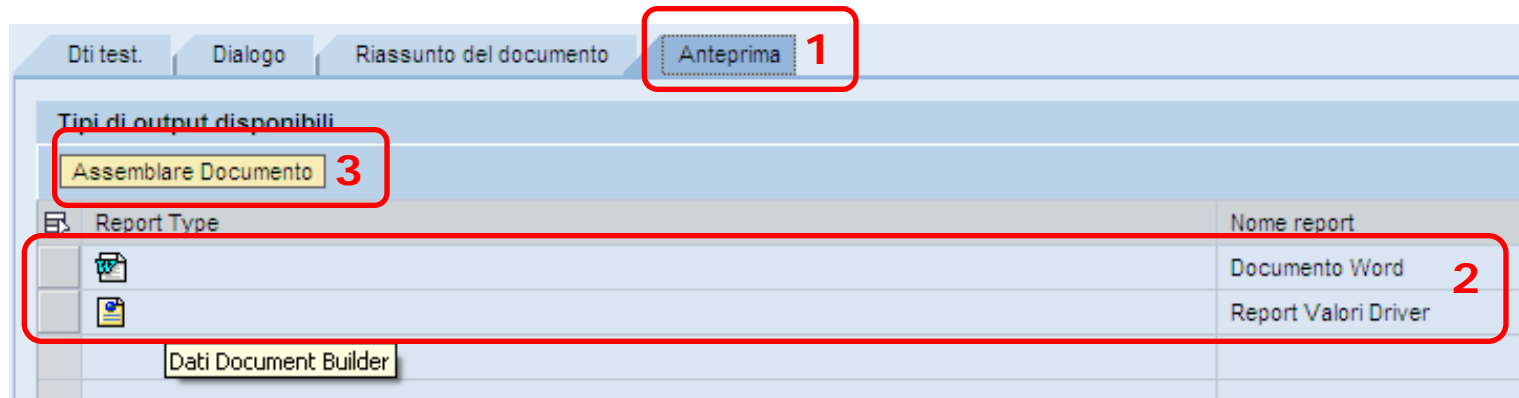 Dti test. Dialogo Riassunto del documento Anteprima 1
Tipi di output disponibili
Assemblare Documento 3
Report Type Nome report
Documento Word 2
Report Valori Driver
Dati Document Builder